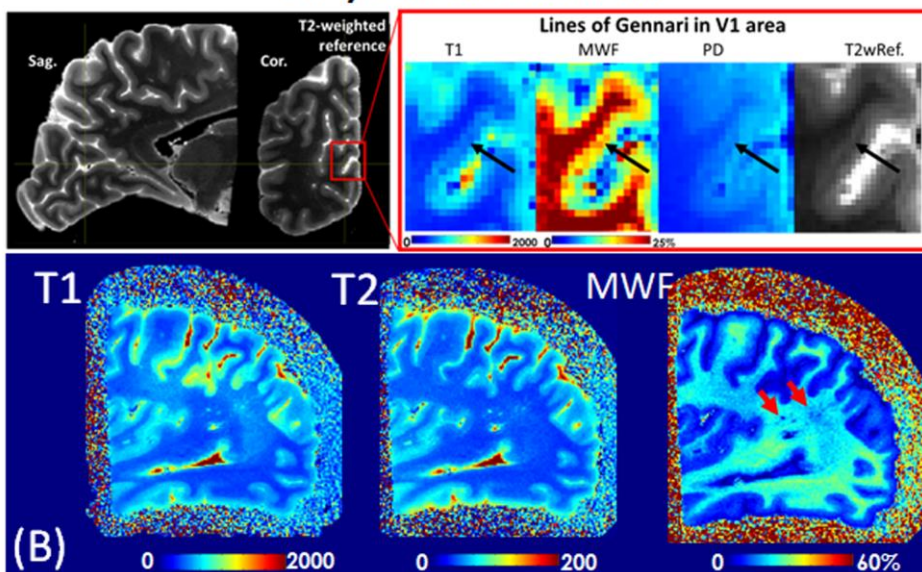 T2-weighted
reference
Sag.
Cor.
Lines of Gennari in V1 area
T1 MWF PD T2wRef.
0 2000 0 25%
T1 T2 MWF
(B)
0 2000 0 200 0 60%